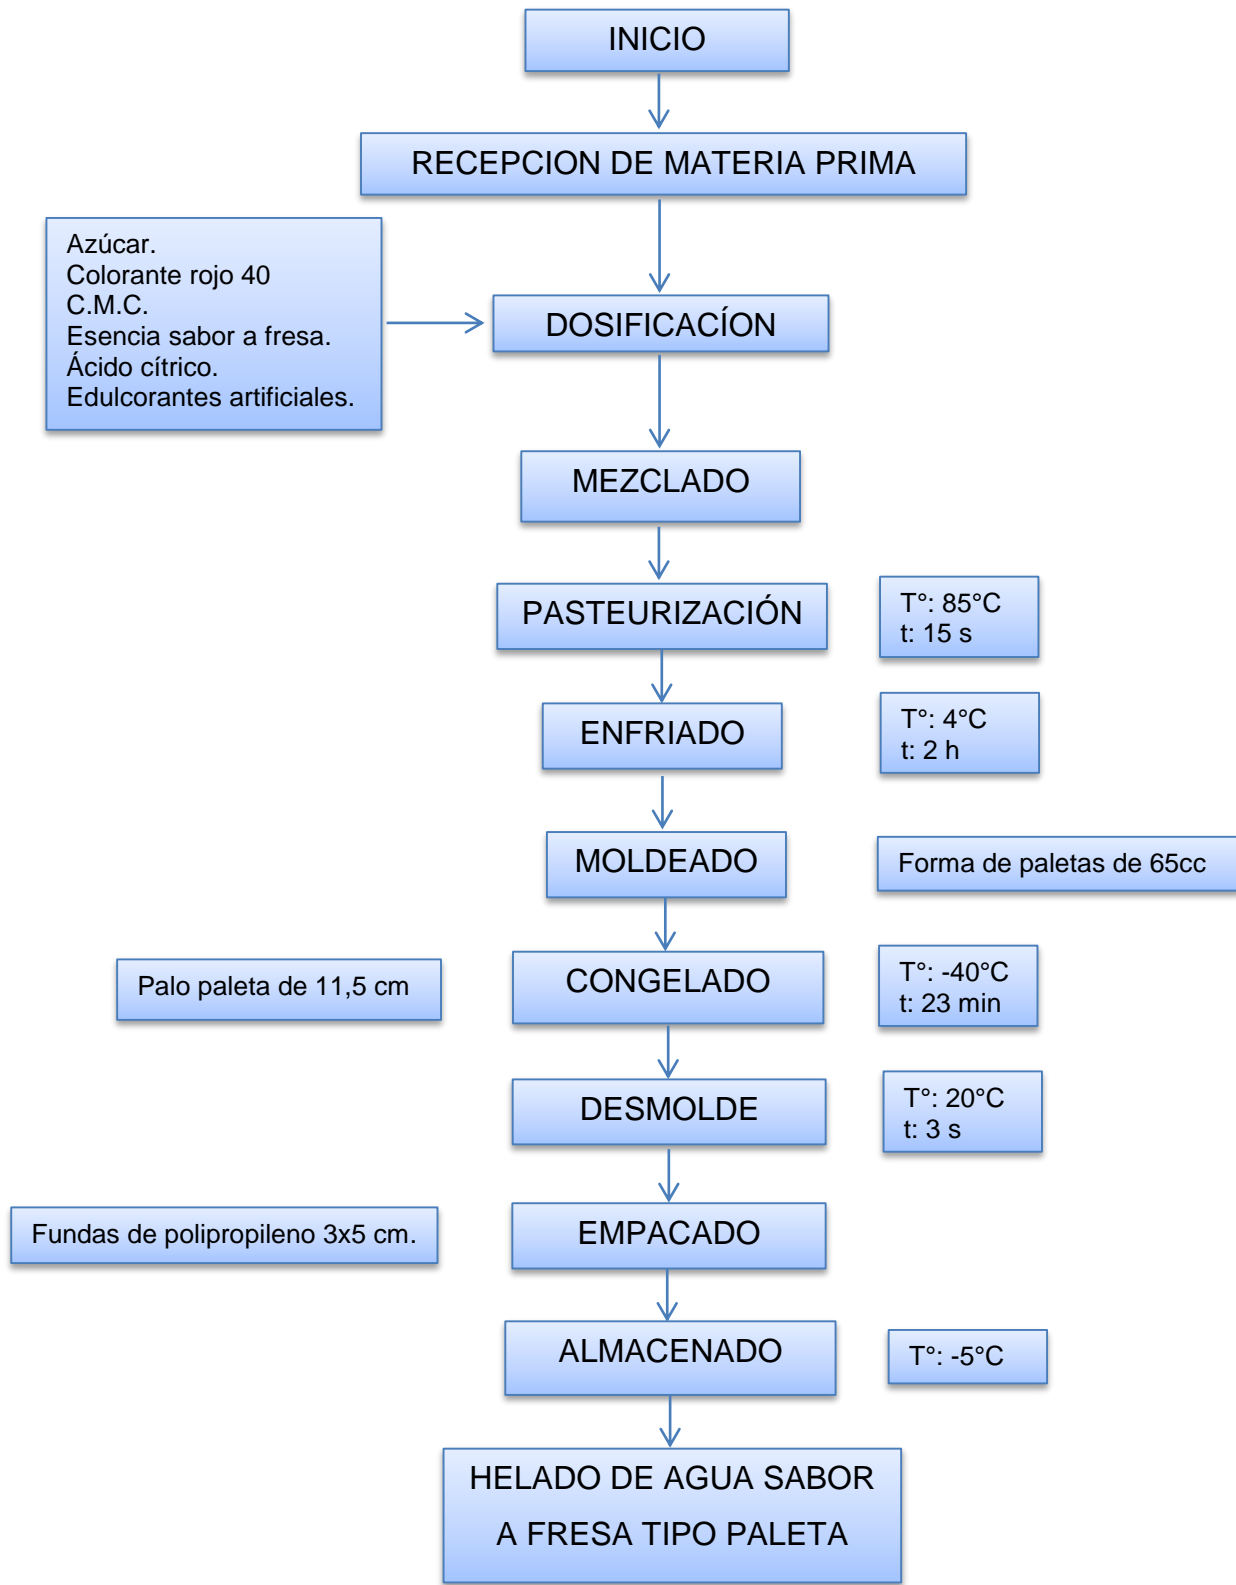 INICIO
RECEPCION DE MATERIA PRIMA
Azúcar.
Colorante rojo 40
C.M.C.
Esencia sabor a fresa.
Ácido cítrico.
Edulcorantes artificiales.
DOSIFICACÍON
MEZCLADO
PASTEURIZACIÓN
T°: 85°C
t: 15 s
ENFRIADO
T°: 4°C
t: 2 h
MOLDEADO
Forma de paletas de 65cc
Palo paleta de 11,5 cm
CONGELADO
T°: -40°C
t: 23 min
DESMOLDE
T°: 20°C
t: 3 s
Fundas de polipropileno 3x5 cm.
EMPACADO
ALMACENADO
T°: -5°C
HELADO DE AGUA SABOR
A FRESA TIPO PALETA